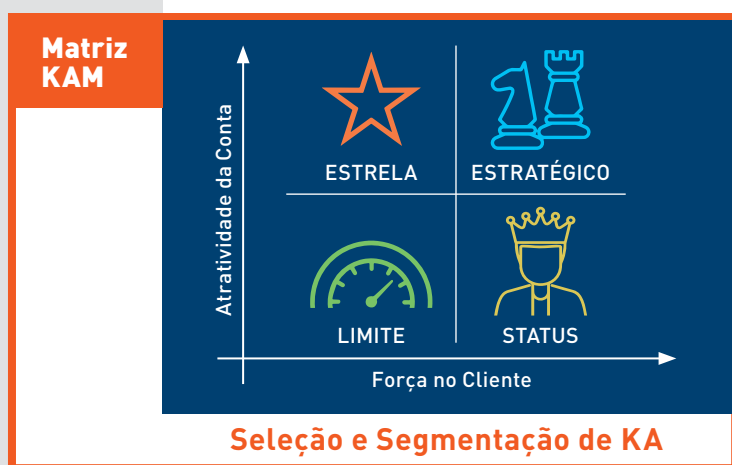 Matriz
KAM
Atratividade da Conta
ESTRELA
ESTRATÉGICO
LIMITE
STATUS
Força no Cliente
Seleção e Segmentação de KA